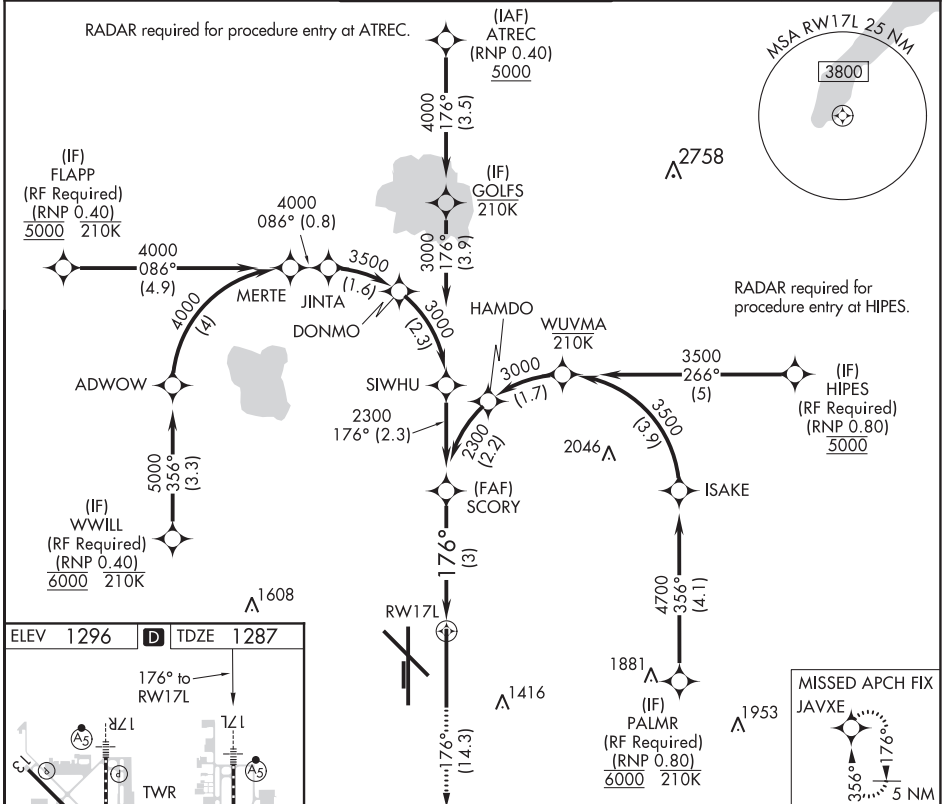 RADAR required for procedure entry at ATREC.
(IAF)
ATREC
(RNP 0.40)
5000
MSA RW17L 25 NM
3800
4000
176°
(3.5)
2758
(IF)
FLAPP
(RF Required)
(RNP 0.40)
5000 210K
(IF)
GOLFS
210K
4000
086° (0.8)
4000
086°
(4.9)
3500
(1.6)
3000
176°
(3.9)
MERTE
JINTA
DONMO
4000
(4)
3000
(2.3)
HAMDO
WUVMA
210K
RADAR required for
procedure entry at HIPES.
3500
266°
(5)
(IF)
HIPES
(RF Required)
(RNP 0.80)
5000
ADWOW
SIWHU
3000
(1.7)
2300
176° (2.3)
2300
(2.2)
3500
(3.9)
2046
5000
356°
(3.3)
(FAF)
SCORY
ISAKE
(IF)
WWILL
(RF Required)
(RNP 0.40)
6000 210K
176°
(3)
4700
356°
(4.1)
1608
RW17L
ELEV 1296 D TDZE 1287
176° to
RW17L
17R
17L
A5
A5
P
P
13
TWR
1416
176°
(14.3)
1881
(IF)
PALMR
(RF Required)
(RNP 0.80)
6000 210K
1953
MISSED APCH FIX
JAVXE
356°
176°
5 NM